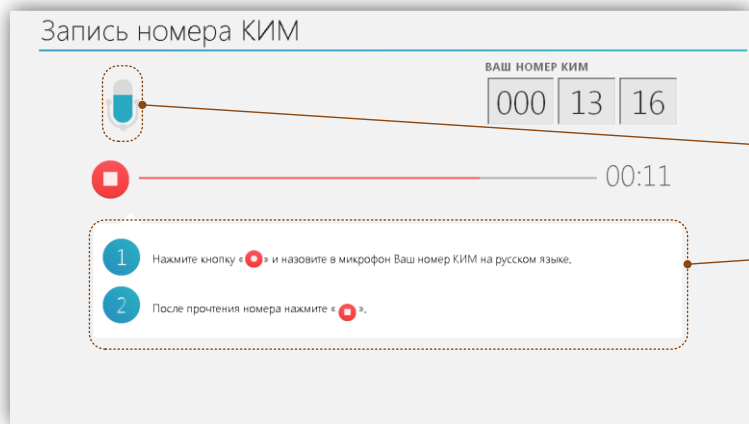 Запись номера КИМ
ВАШ НОМЕР КИМ
000 13 16
00:11
1 Нажмите кнопку « » и назовите в микрофон Ваш номер КИМ на русском языке.
2 После прочтения номера нажмите « ».